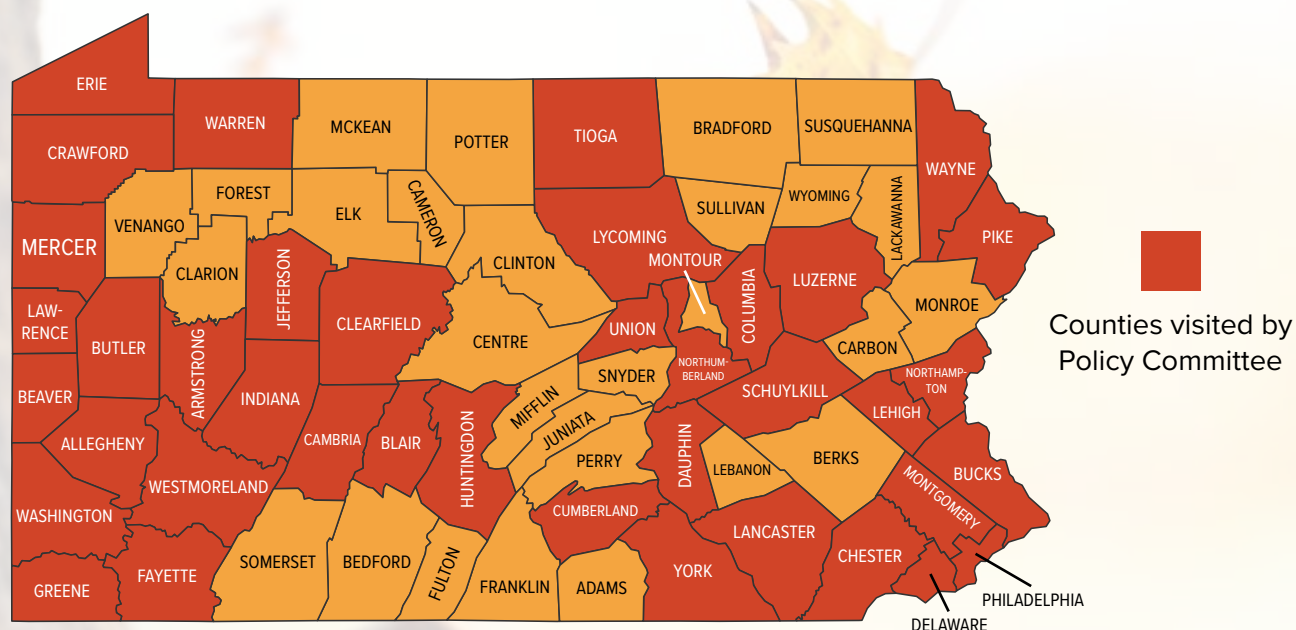 ERIE
WARREN
MCKEAN
POTTER
TIOGA
BRADFORD
SUSQUEHANNA
CRAWFORD
WAYNE
FOREST
ELK
CAMERON
SULLIVAN
WYOMING
LACKAWANNA
VENANGO
MERCER
CLARION
JEFFERSON
CLINTON
LYCOMING
MONTOUR
COLUMBIA
LUZERNE
PIKE
LAW-
RENCE
BUTLER
ARMSTRONG
CLEARFIELD
CENTRE
UNION
NORTHUM-
BERLAND
MONROE
CARBON
Counties visited by
Policy Committee
BEAVER
INDIANA
SNYDER
SCHUYLKILL
NORTHAMP-
TON
LEHIGH
ALLEGHENY
CAMBRIA
BLAIR
HUNTINGDON
MIFFLIN
JUNIATA
PERRY
DAUPHIN
LEBANON
BERKS
MONTGOMERY
BUCKS
WASHINGTON
WESTMORELAND
CUMBERLAND
LANCASTER
CHESTER
GREENE
FAYETTE
SOMERSET
BEDFORD
FULTON
FRANKLIN
ADAMS
YORK
PHILADELPHIA
DELAWARE